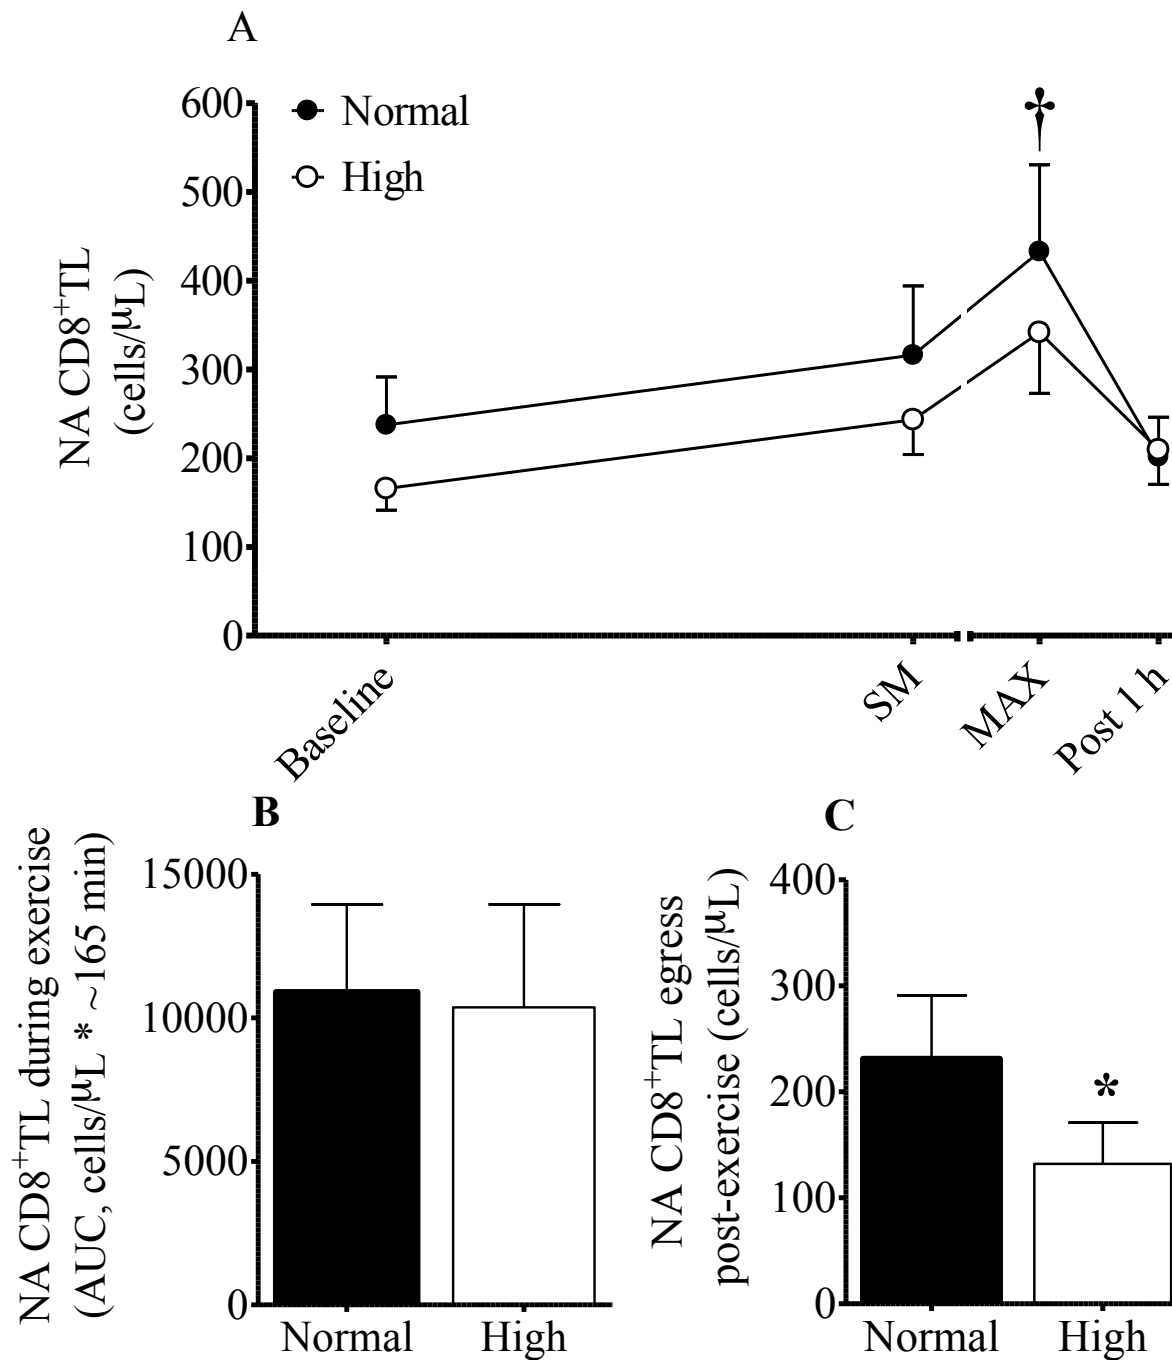 A
600
500
400
300
200
100
0
Normal
High
†
NA CD8+TL
(cells/µL)
Baseline
SM
MAX
Post 1 h
B
15000
10000
5000
0
NA CD8+TL during exercise
(AUC, cells/µL * ~165 min)
Normal
High
C
400
300
200
100
0
NA CD8+TL egress
post-exercise (cells/µL)
*
Normal
High